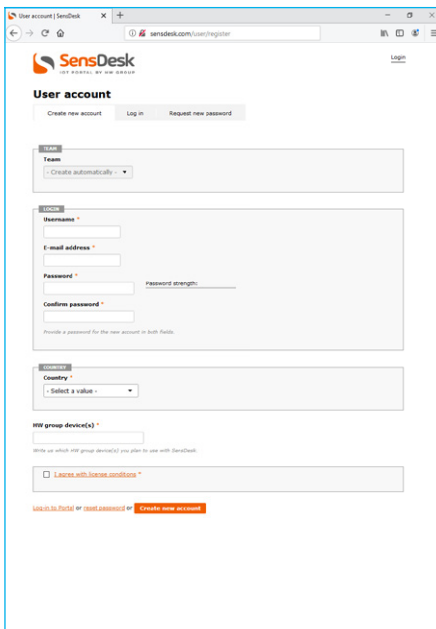 User account | SensDesk
sensdesk.com/user/register
SensDesk
IOT PORTAL BY HW GROUP
Login
User account
Create new account
Log in
Request new password
TEAM
Team
- Create automatically -
LOGIN
Username *
E-mail address *
Password *
Password strength:
Confirm password *
Provide a password for the new account in both fields.
COUNTRY
Country *
- Select a value -
HW group device(s) *
Write us which HW group device(s) you plan to use with SensDesk.
I agree with license conditions *
Log-in to Portal or reset password or Create new account